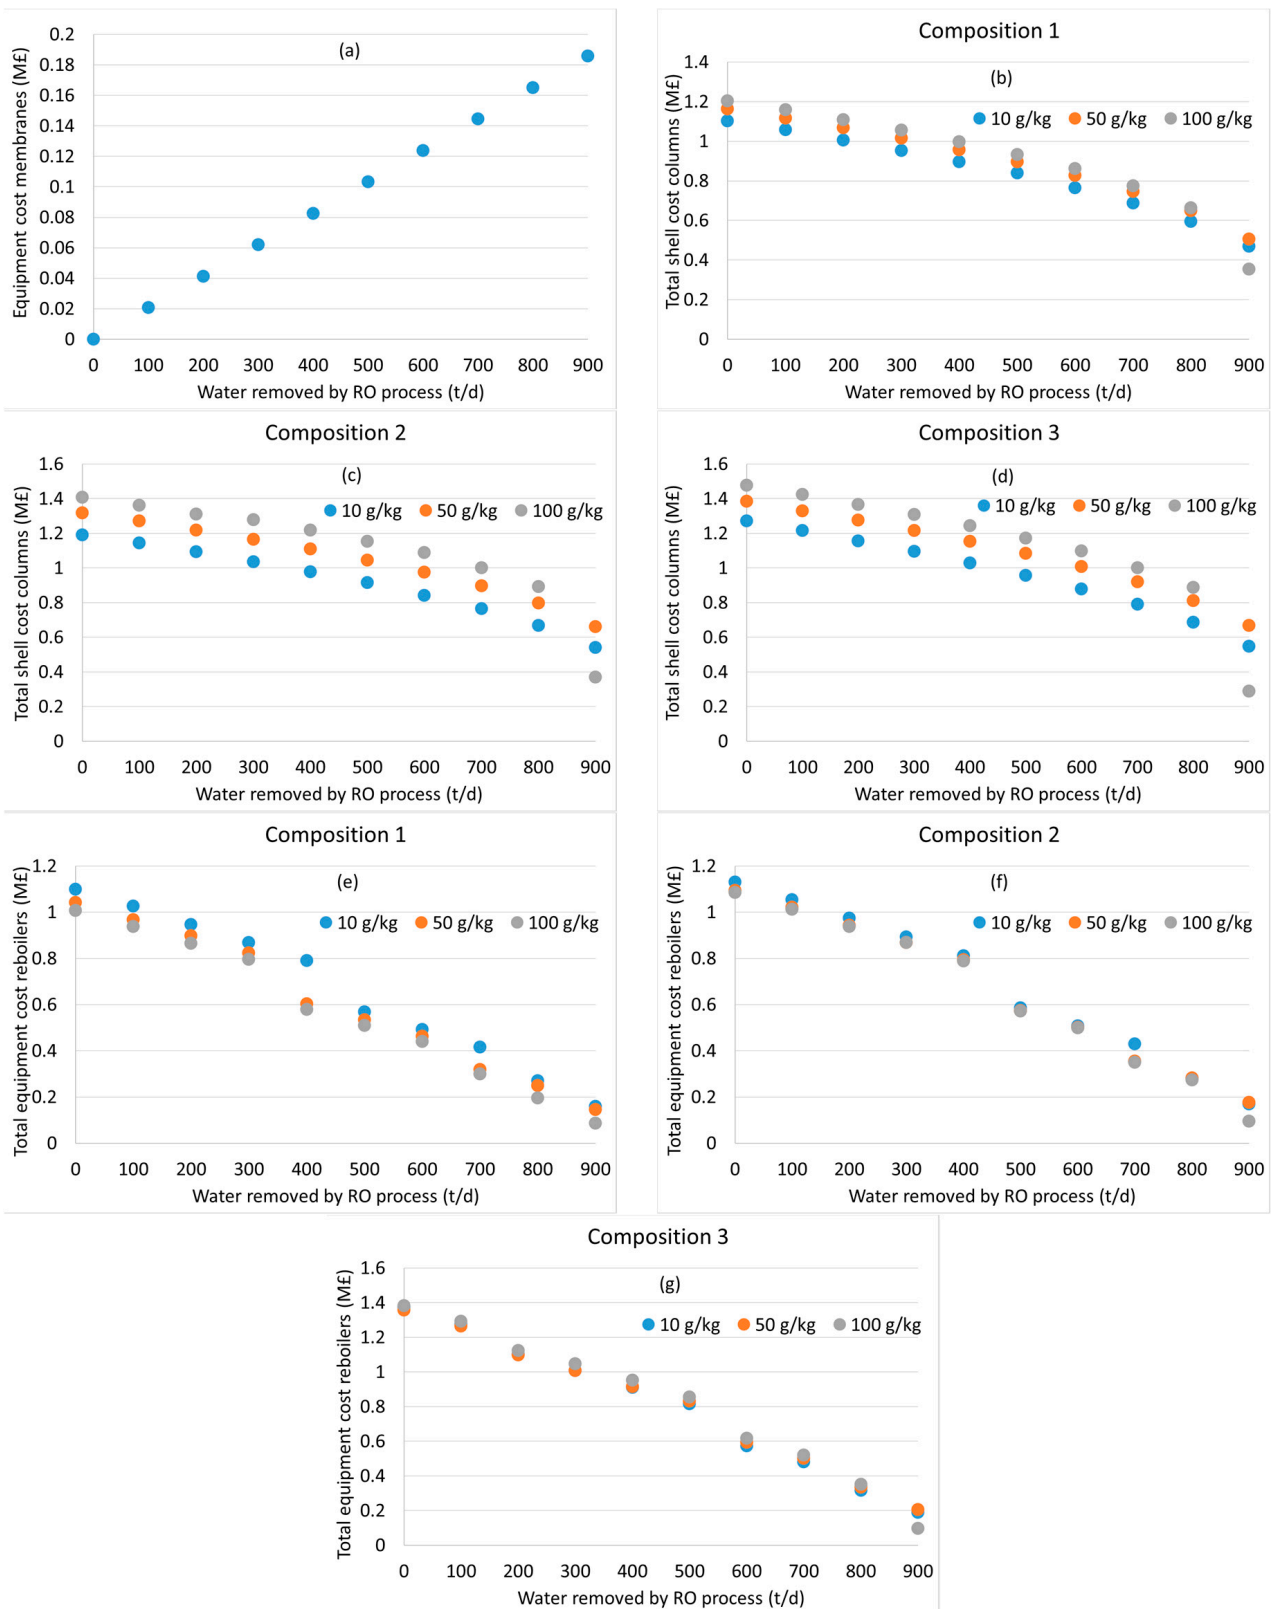 (a)
Equipment cost membranes (M£)
0.2
0.18
0.16
0.14
0.12
0.1
0.08
0.06
0.04
0.02
0
0 100 200 300 400 500 600 700 800 900
Water removed by RO process (t/d)
Composition 1
(b)
10 g/kg 50 g/kg 100 g/kg
Total shell cost columns (M£)
1.4
1.2
1
0.8
0.6
0.4
0.2
0
0 100 200 300 400 500 600 700 800 900
Water removed by RO process (t/d)
Composition 2
(c)
10 g/kg 50 g/kg 100 g/kg
Total shell cost columns (M£)
1.6
1.4
1.2
1
0.8
0.6
0.4
0.2
0
0 100 200 300 400 500 600 700 800 900
Water removed by RO process (t/d)
Composition 3
(d)
10 g/kg 50 g/kg 100 g/kg
Total shell cost columns (M£)
1.6
1.4
1.2
1
0.8
0.6
0.4
0.2
0
0 100 200 300 400 500 600 700 800 900
Water removed by RO process (t/d)
Composition 1
(e)
10 g/kg 50 g/kg 100 g/kg
Total equipment cost reboilers (M£)
1.2
1
0.8
0.6
0.4
0.2
0
0 100 200 300 400 500 600 700 800 900
Water removed by RO process (t/d)
Composition 2
(f)
10 g/kg 50 g/kg 100 g/kg
Total equipment cost reboilers (M£)
1.2
1
0.8
0.6
0.4
0.2
0
0 100 200 300 400 500 600 700 800 900
Water removed by RO process (t/d)
Composition 3
(g)
10 g/kg 50 g/kg 100 g/kg
Total equipment cost reboilers (M£)
1.6
1.4
1.2
1
0.8
0.6
0.4
0.2
0
0 100 200 300 400 500 600 700 800 900
Water removed by RO process (t/d)